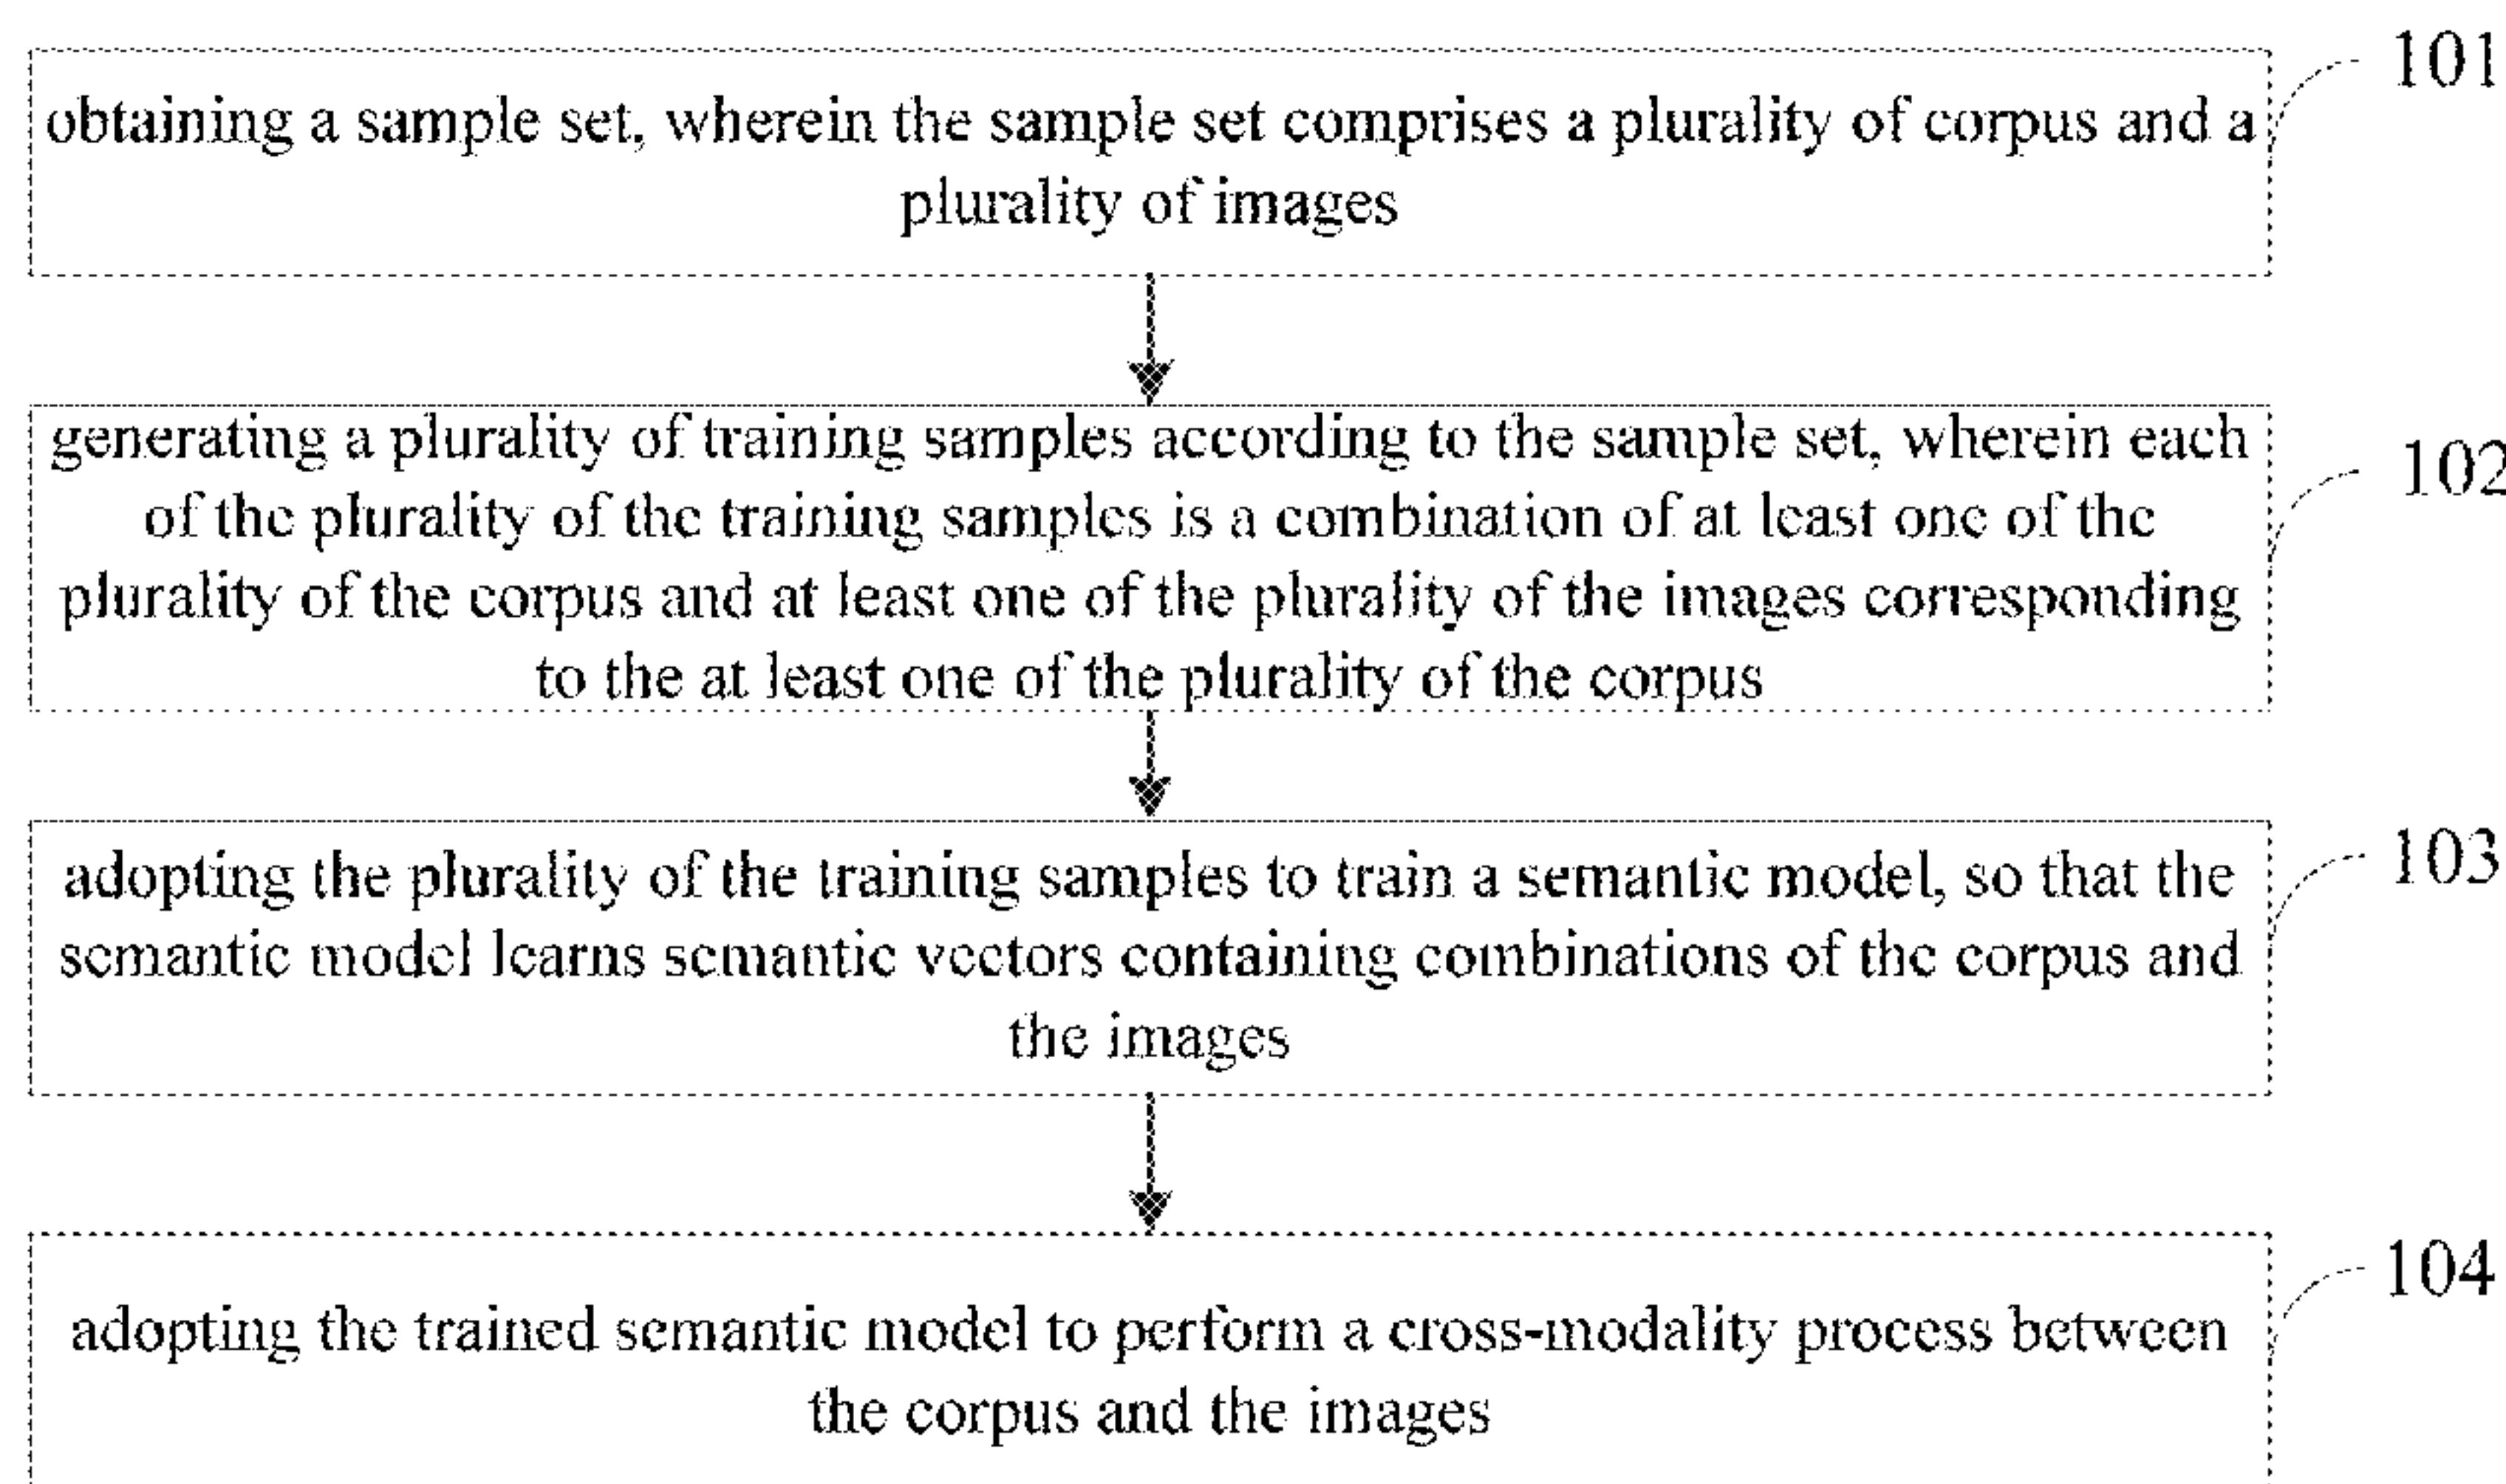 101
obtaining a sample set, wherein the sample set comprises a plurality of corpus and a
plurality of images
generating a plurality of training samples according to the sample set, wherein each
102
of the plurality of the training samples is a combination of at least one of the
plurality of the corpus and at least one of the plurality of the images corresponding
to the at least one of the plurality of the corpus
103
adopting the plurality of the training samples to train a semantic model, so that the
semantic model learns semantic vectors containing combinations of the corpus and
the images
104
adopting the trained semantic model to perform a cross-modality process between
the corpus and the images